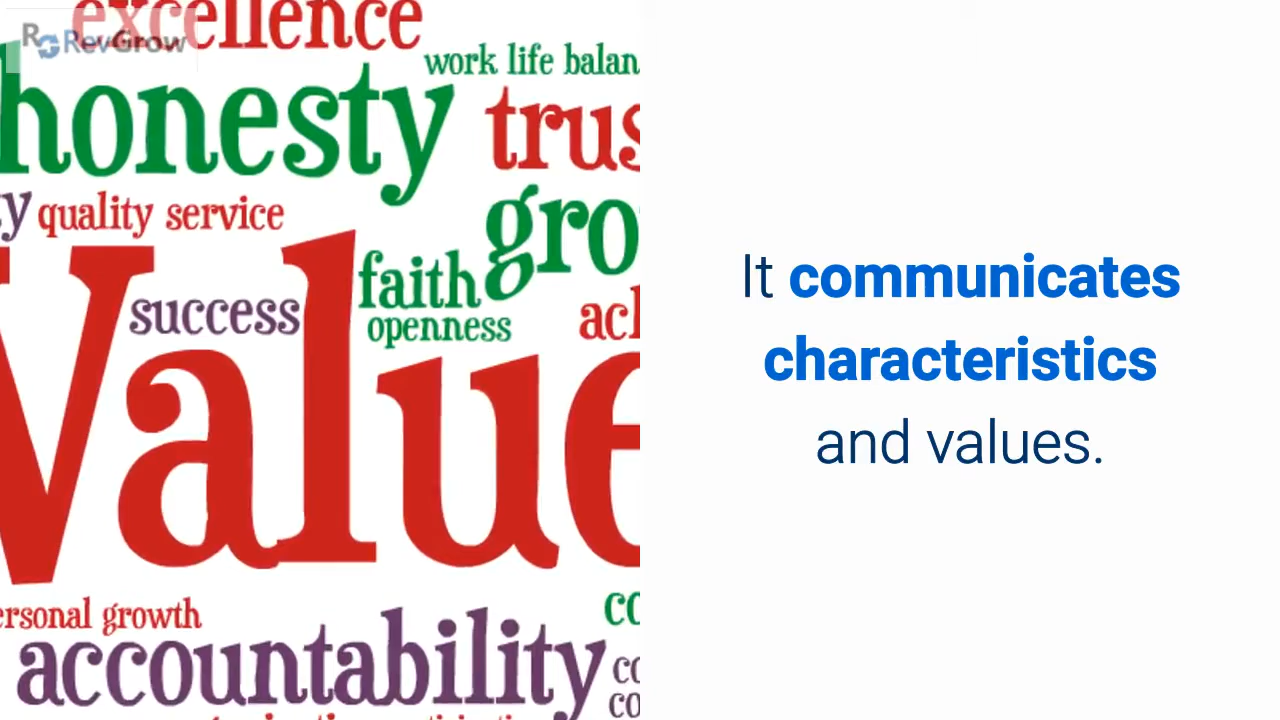 excellence
RevGrow
work life balan
honesty
trus
ty
quality service
gro
faith
success
openness
ach
Value
ersonal growth
co
accountability
co
co
It communicates
characteristics
and values.